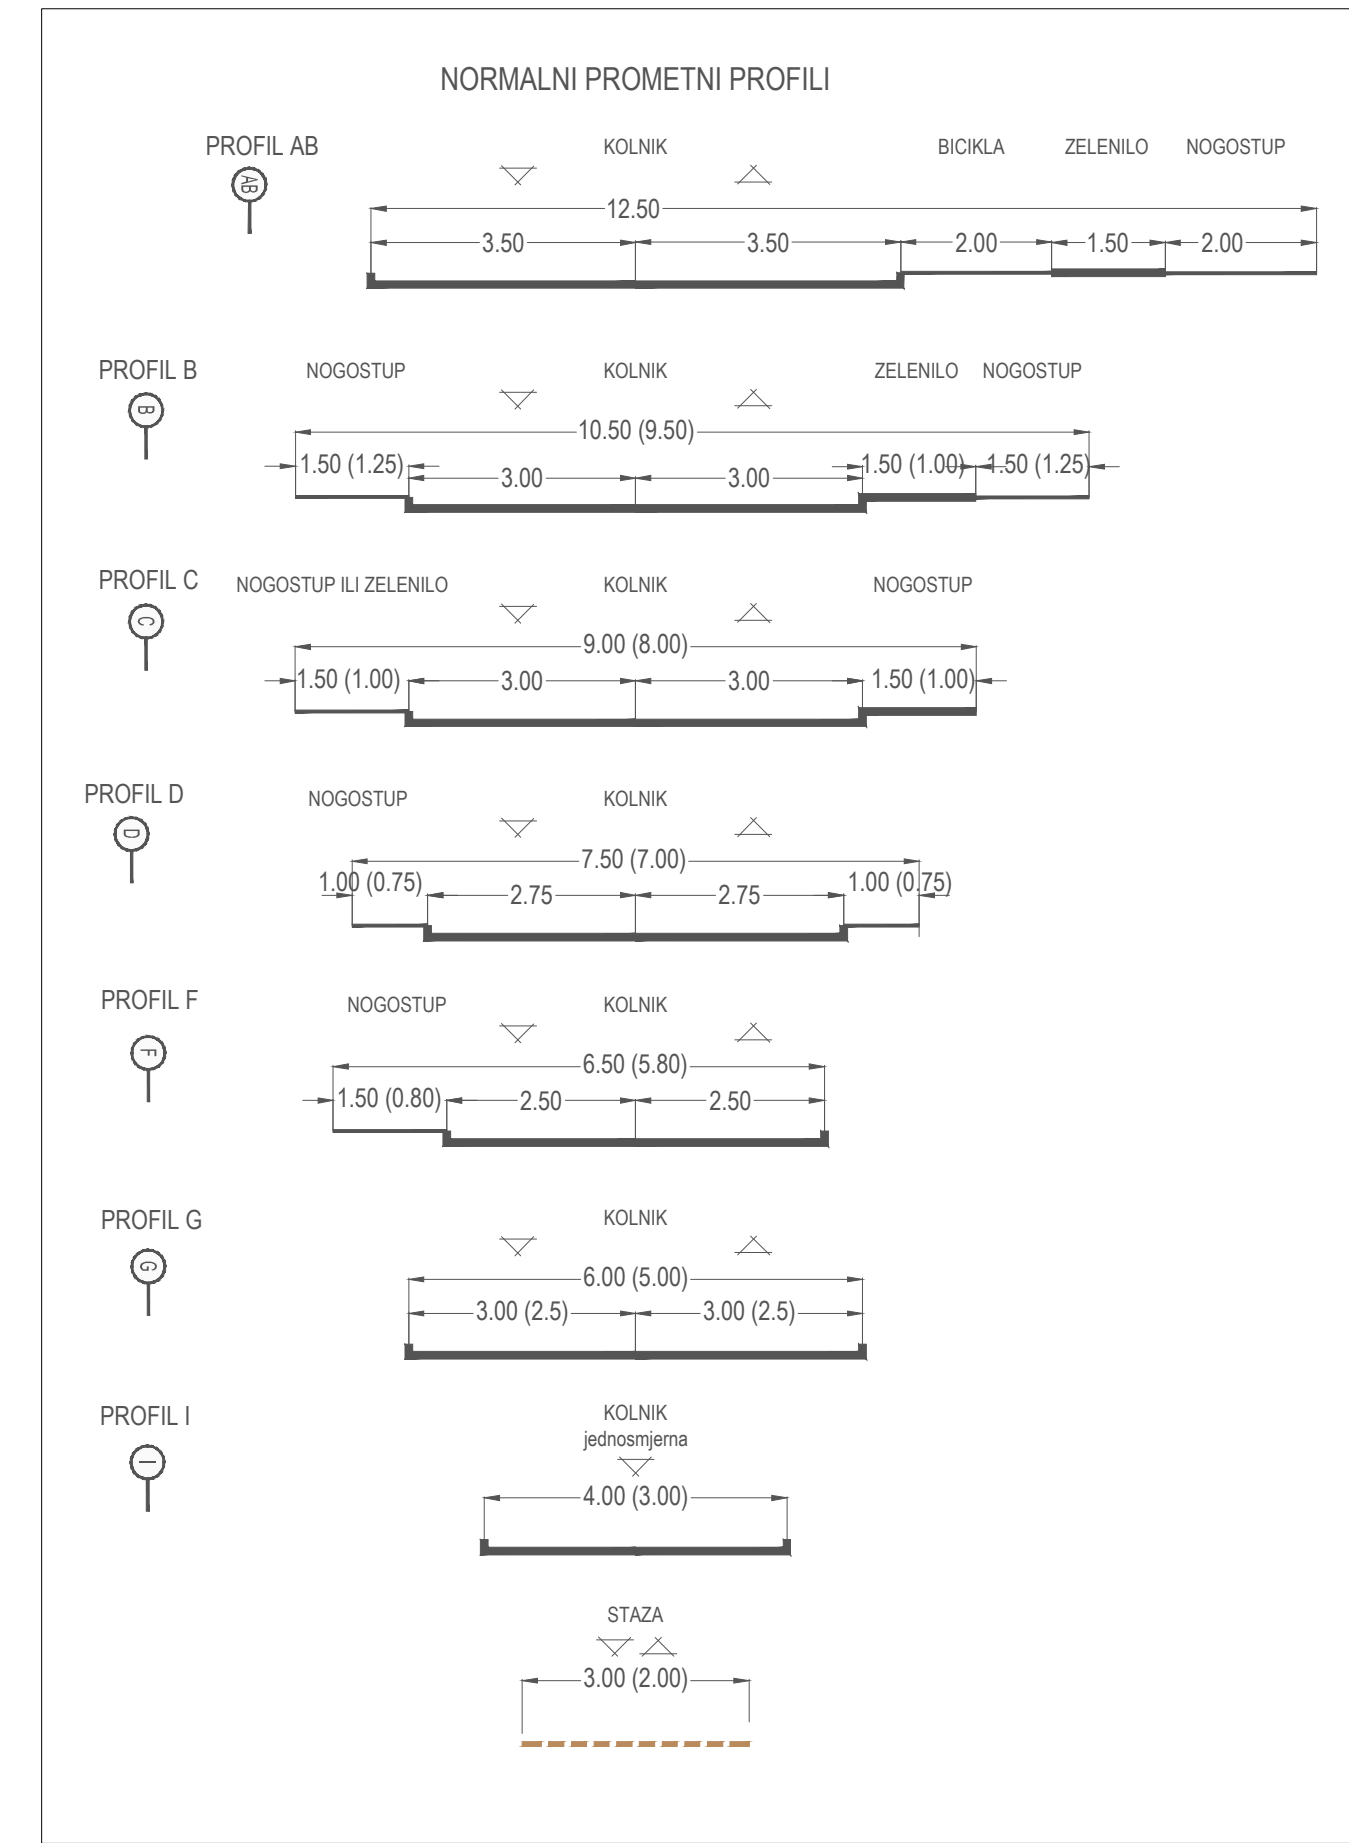 NORMALNI PROMETNI PROFILI
PROFIL AB KOLNIK BICIKLA ZELENILO NOGOSTUP
AB
12.50
3.50 3.50 2.00 1.50 2.00
PROFIL B NOGOSTUP KOLNIK ZELENILO NOGOSTUP
B
10.50 (9.50)
1.50 (1.25) 3.00 3.00 1.50 (1.00) 1.50 (1.25)
PROFIL C NOGOSTUP ILI ZELENILO KOLNIK NOGOSTUP
C
9.00 (8.00)
1.50 (1.00) 3.00 3.00 1.50 (1.00)
PROFIL D NOGOSTUP KOLNIK
D
7.50 (7.00)
1.00 (0.75) 2.75 2.75 1.00 (0.75)
PROFIL F NOGOSTUP KOLNIK
F
6.50 (5.80)
1.50 (0.80) 2.50 2.50
PROFIL G KOLNIK
G
6.00 (5.00)
3.00 (2.5) 3.00 (2.5)
PROFIL I KOLNIK
jednosmjerna
I
4.00 (3.00)
STAZA
3.00 (2.00)